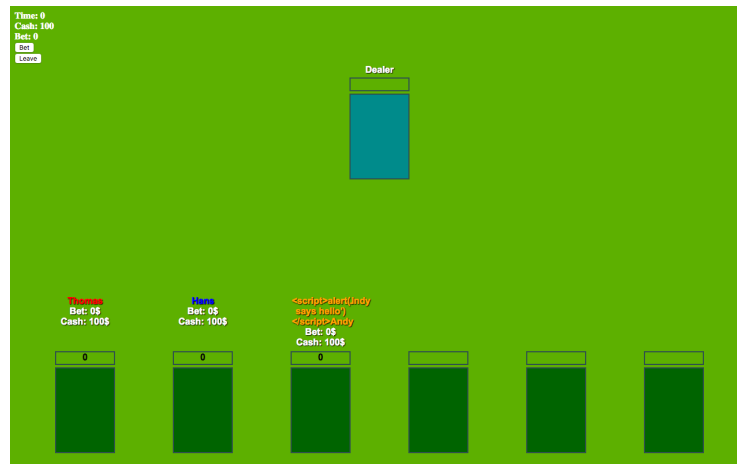 Time: 0
Cash: 100
Bet: 0
Bet
Leave
Dealer
Thomas
Bet: 0$
Cash: 100$
0
Hans
Bet: 0$
Cash: 100$
0
<script>alert(Indy
says hello')
</script>Andy
Bet: 0$
Cash: 100$
0